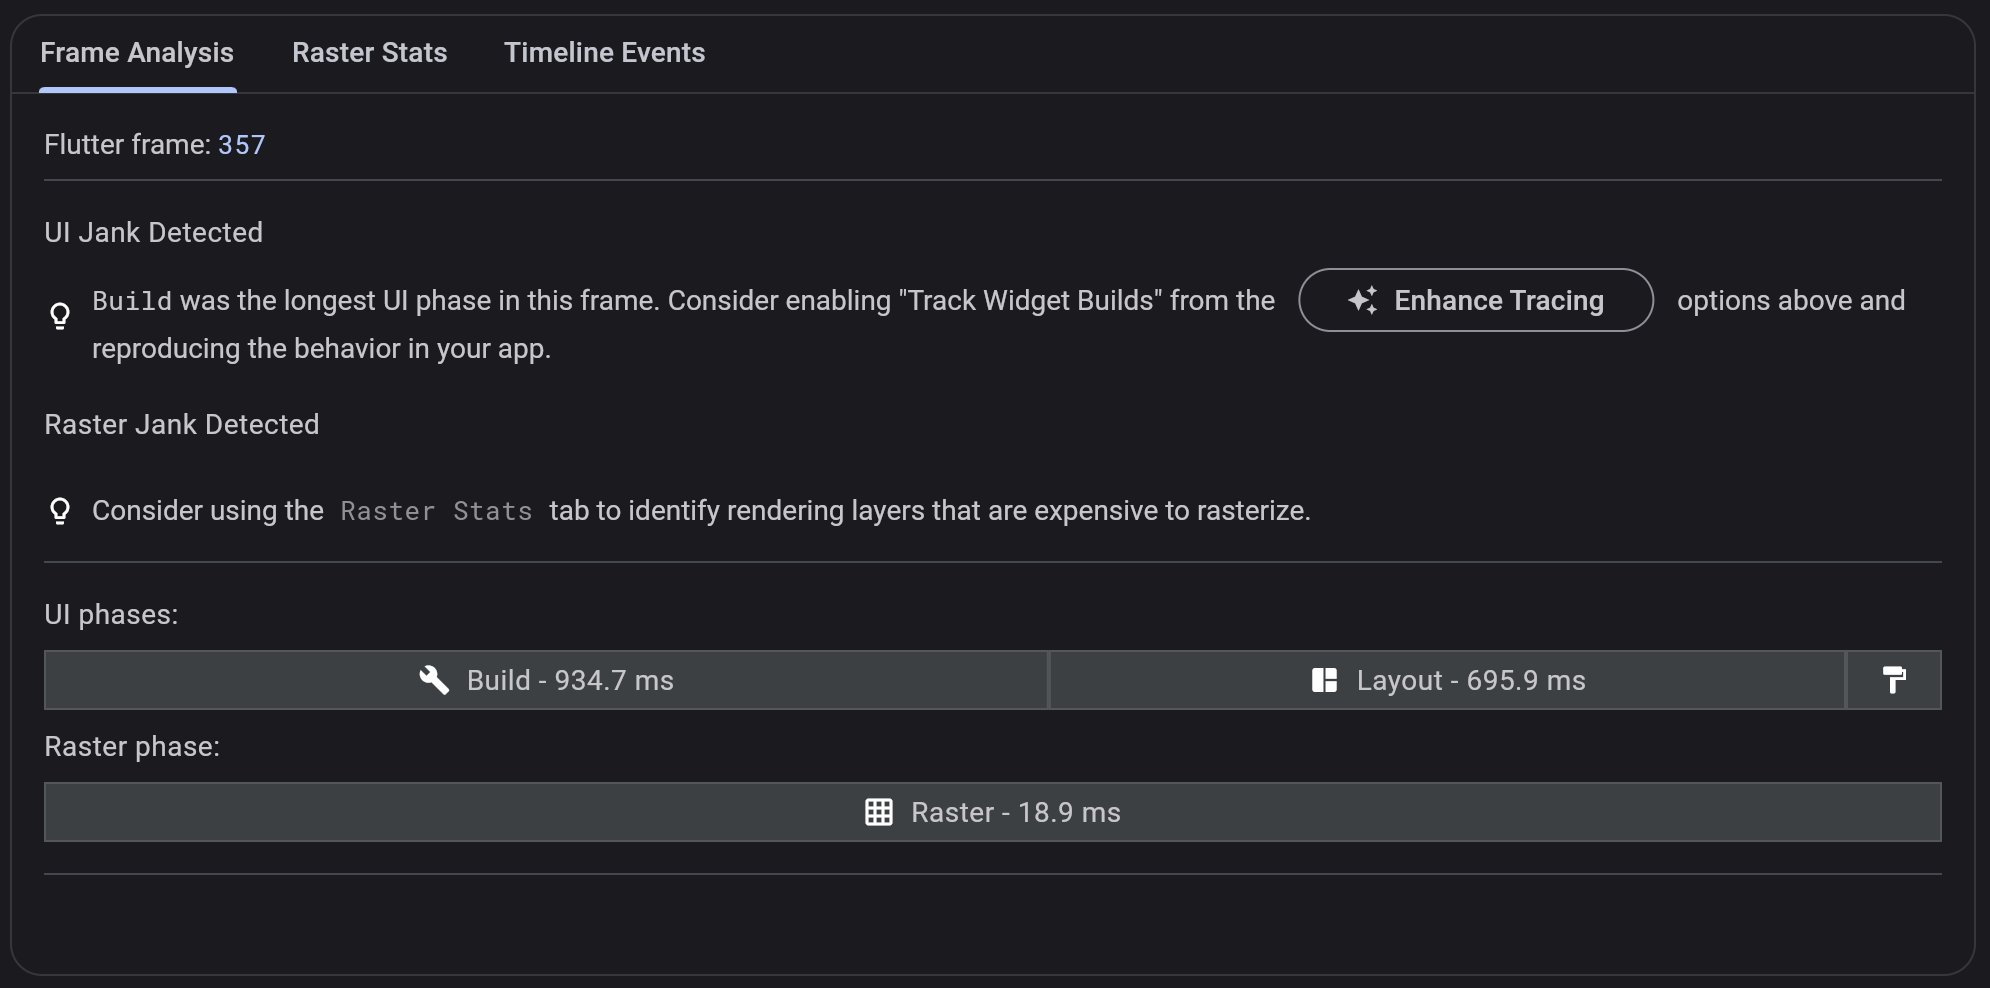 Frame Analysis Raster Stats Timeline Events
Flutter frame: 357
UI Jank Detected
Build was the longest UI phase in this frame. Consider enabling "Track Widget Builds" from the Enhance Tracing options above and
reproducing the behavior in your app.
Raster Jank Detected
Consider using the Raster Stats tab to identify rendering layers that are expensive to rasterize.
UI phases:
Build - 934.7 ms Layout - 695.9 ms
Raster phase:
Raster - 18.9 ms